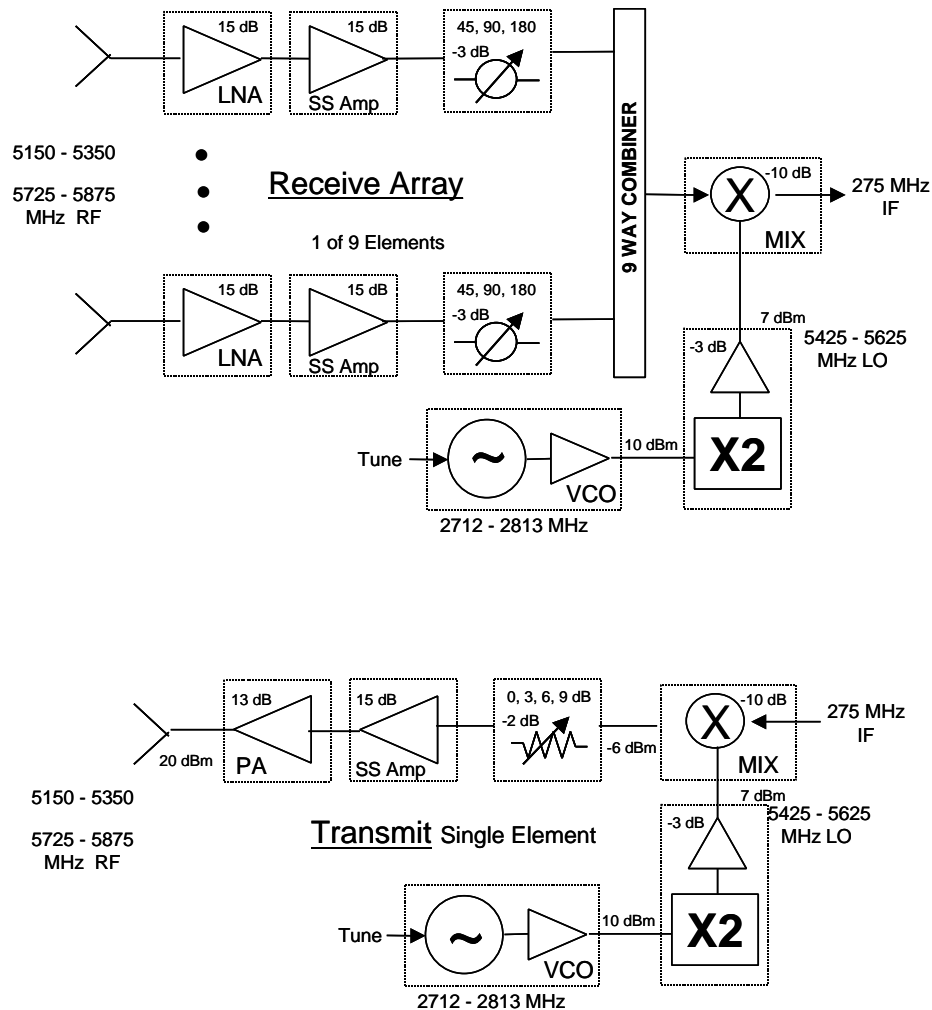 15 dB
15 dB
45, 90, 180
-3 dB
LNA
SS Amp
5150 - 5350
5725 - 5875
MHz RF
Receive Array
1 of 9 Elements
9 WAY COMBINER
X
-10 dB
MIX
275 MHz
IF
15 dB
15 dB
45, 90, 180
-3 dB
LNA
SS Amp
7 dBm
-3 dB
5425 - 5625
MHz LO
X2
10 dBm
Tune
~
VCO
2712 - 2813 MHz
13 dB
15 dB
0, 3, 6, 9 dB
-2 dB
X
-10 dB
275 MHz
IF
20 dBm
PA
SS Amp
-6 dBm
MIX
5150 - 5350
5725 - 5875
MHz RF
Transmit Single Element
7 dBm
-3 dB
5425 - 5625
MHz LO
X2
10 dBm
Tune
~
VCO
2712 - 2813 MHz